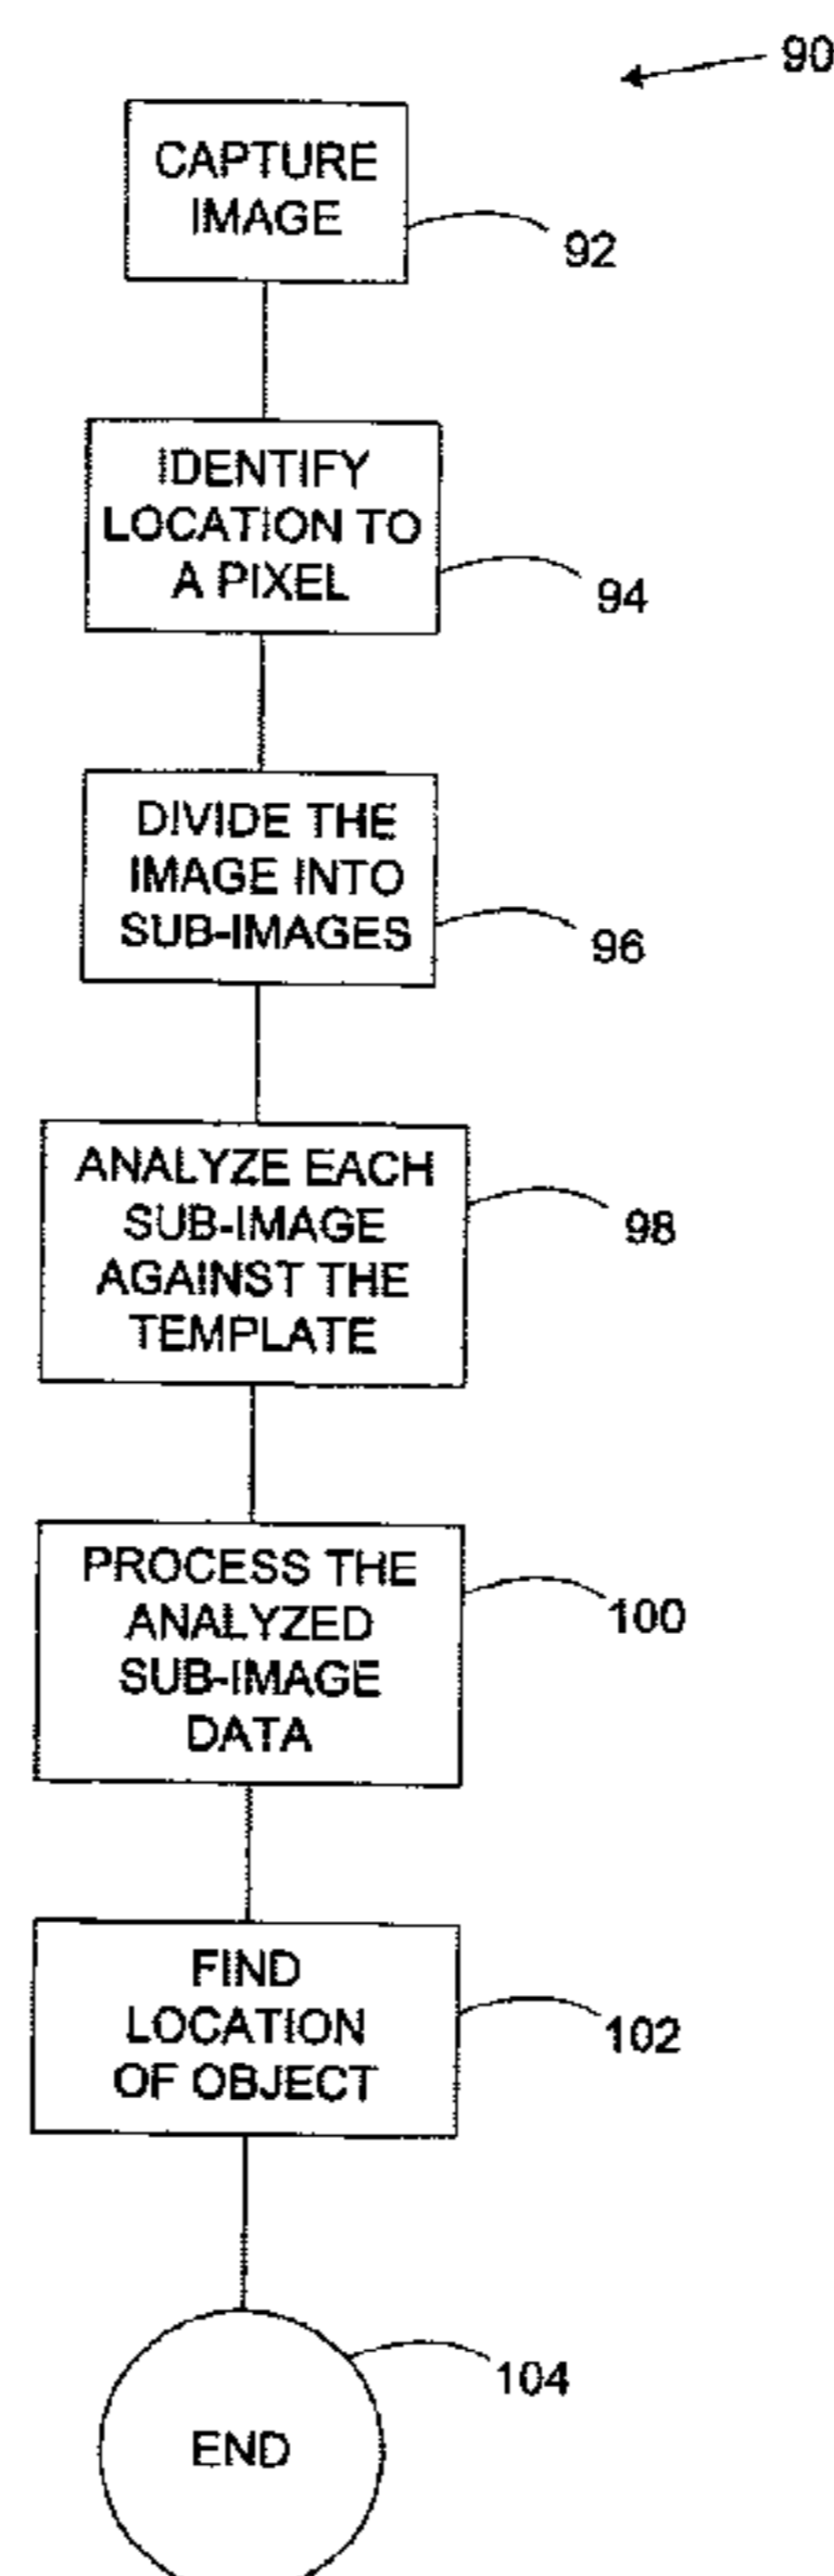 90
CAPTURE
IMAGE
92
IDENTIFY
LOCATION TO
A PIXEL
94
DIVIDE THE
IMAGE INTO
SUB-IMAGES
96
ANALYZE EACH
SUB-IMAGE
AGAINST THE
TEMPLATE
98
PROCESS THE
ANALYZED
SUB-IMAGE
DATA
100
FIND
LOCATION
OF OBJECT
102
END
104